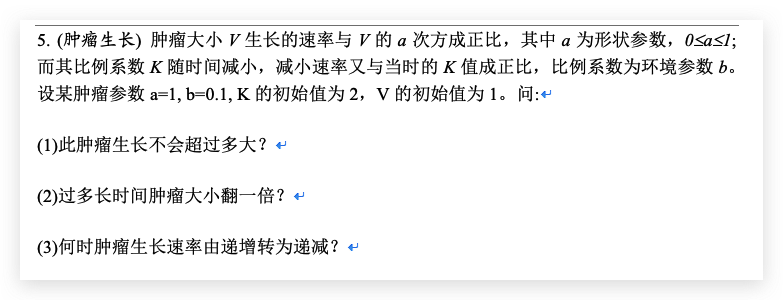 5. (肿瘤生长) 肿瘤大小 V 生长的速率与 V 的 a 次方成正比，其中 a 为形状参数，0≤a≤1;
而其比例系数 K 随时间减小，减小速率又与当时的 K 值成正比，比例系数为环境参数 b。
设某肿瘤参数 a=1, b=0.1, K 的初始值为 2，V 的初始值为 1。问:
(1)此肿瘤生长不会超过多大？
(2)过多长时间肿瘤大小翻一倍？
(3)何时肿瘤生长速率由递增转为递减？